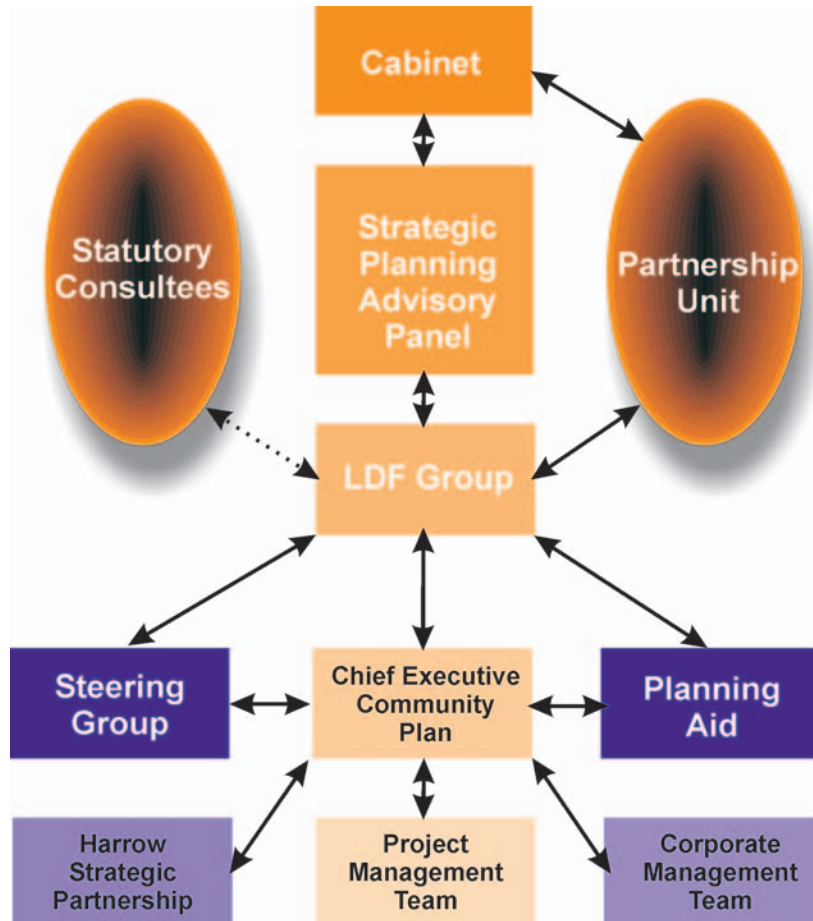 Cabinet
Statutory
Consultees
Strategic
Planning
Advisory
Panel
Partnership
Unit
LDF Group
Steering
Group
Chief Executive
Community
Plan
Planning
Aid
Harrow
Strategic
Partnership
Project
Management
Team
Corporate
Management
Team